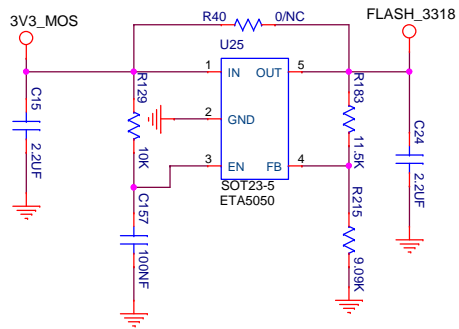 3V3_MOS
R40
0/NC
FLASH_3318
U25
1
IN
OUT
5
2
GND
3
EN
FB
4
SOT23-5
ETA5050
C15
2.2UF
R129
10K
C157
100NF
R183
11.5K
R215
9.09K
C24
2.2UF